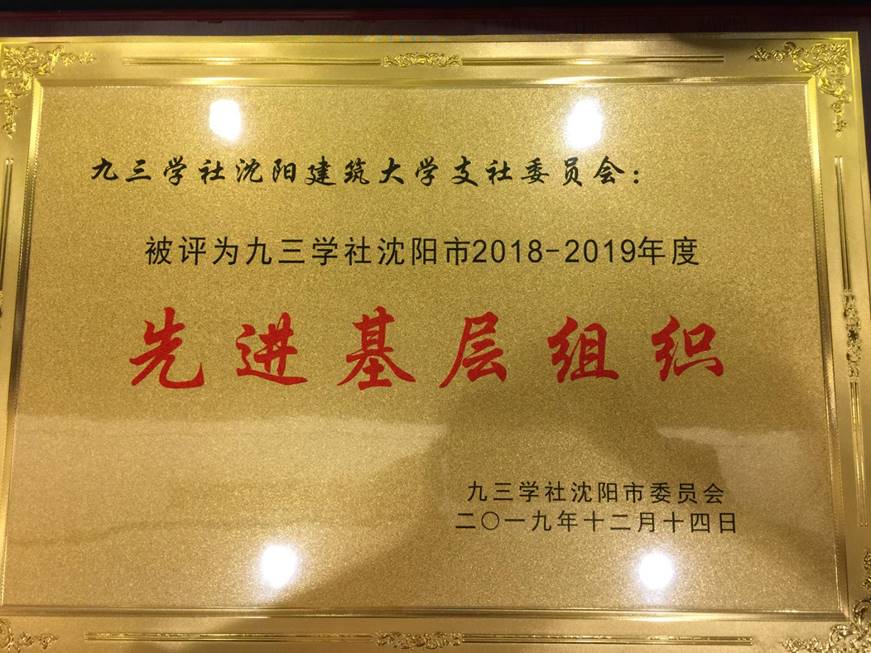 九三学社沈阳建筑大学支社委员会：
被评为九三学社沈阳市2018-2019年度
先进基层组织
九三学社沈阳市委员会
二〇一九年十二月十四日